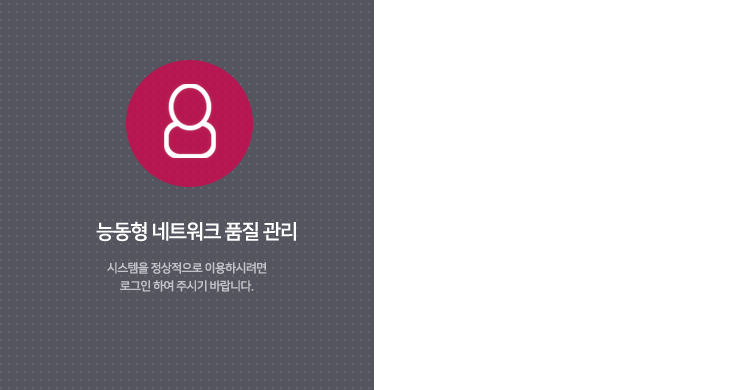 능동형 네트워크 품질 관리
시스템을 정상적으로 이용하시려면
로그인 하여 주시기 바랍니다.